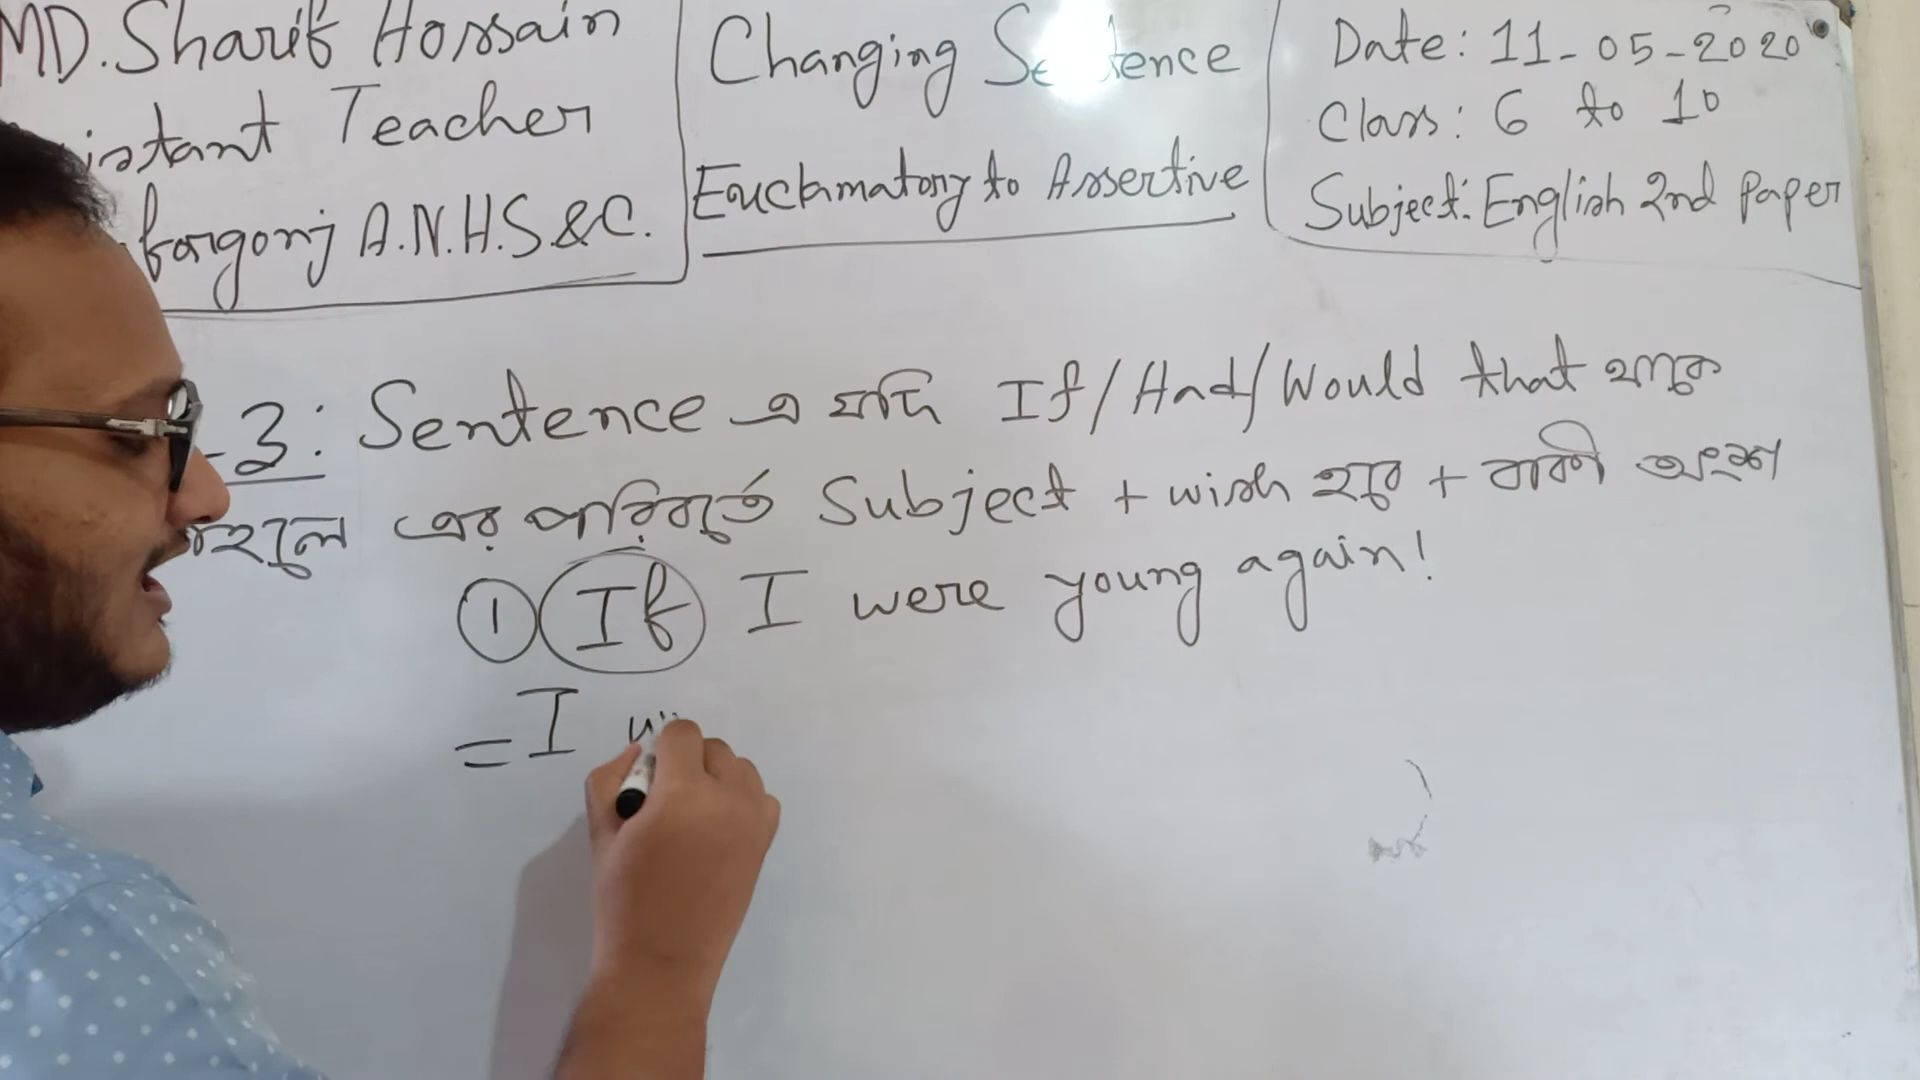 MD. Sharif Hossain
istant Teacher
fargonj A.N.H.S.&C.
Changing Se tence
Exclamatory to Assertive
Date: 11-05-2020
Class: 6 to 10
Subject: English 2nd Paper
-3: Sentence এ যদি If/Had/Would that থাকে
তাহলে এর পরিবর্তে Subject + wish হবে + বাকী অংশ
① If I were young again!
= I wi